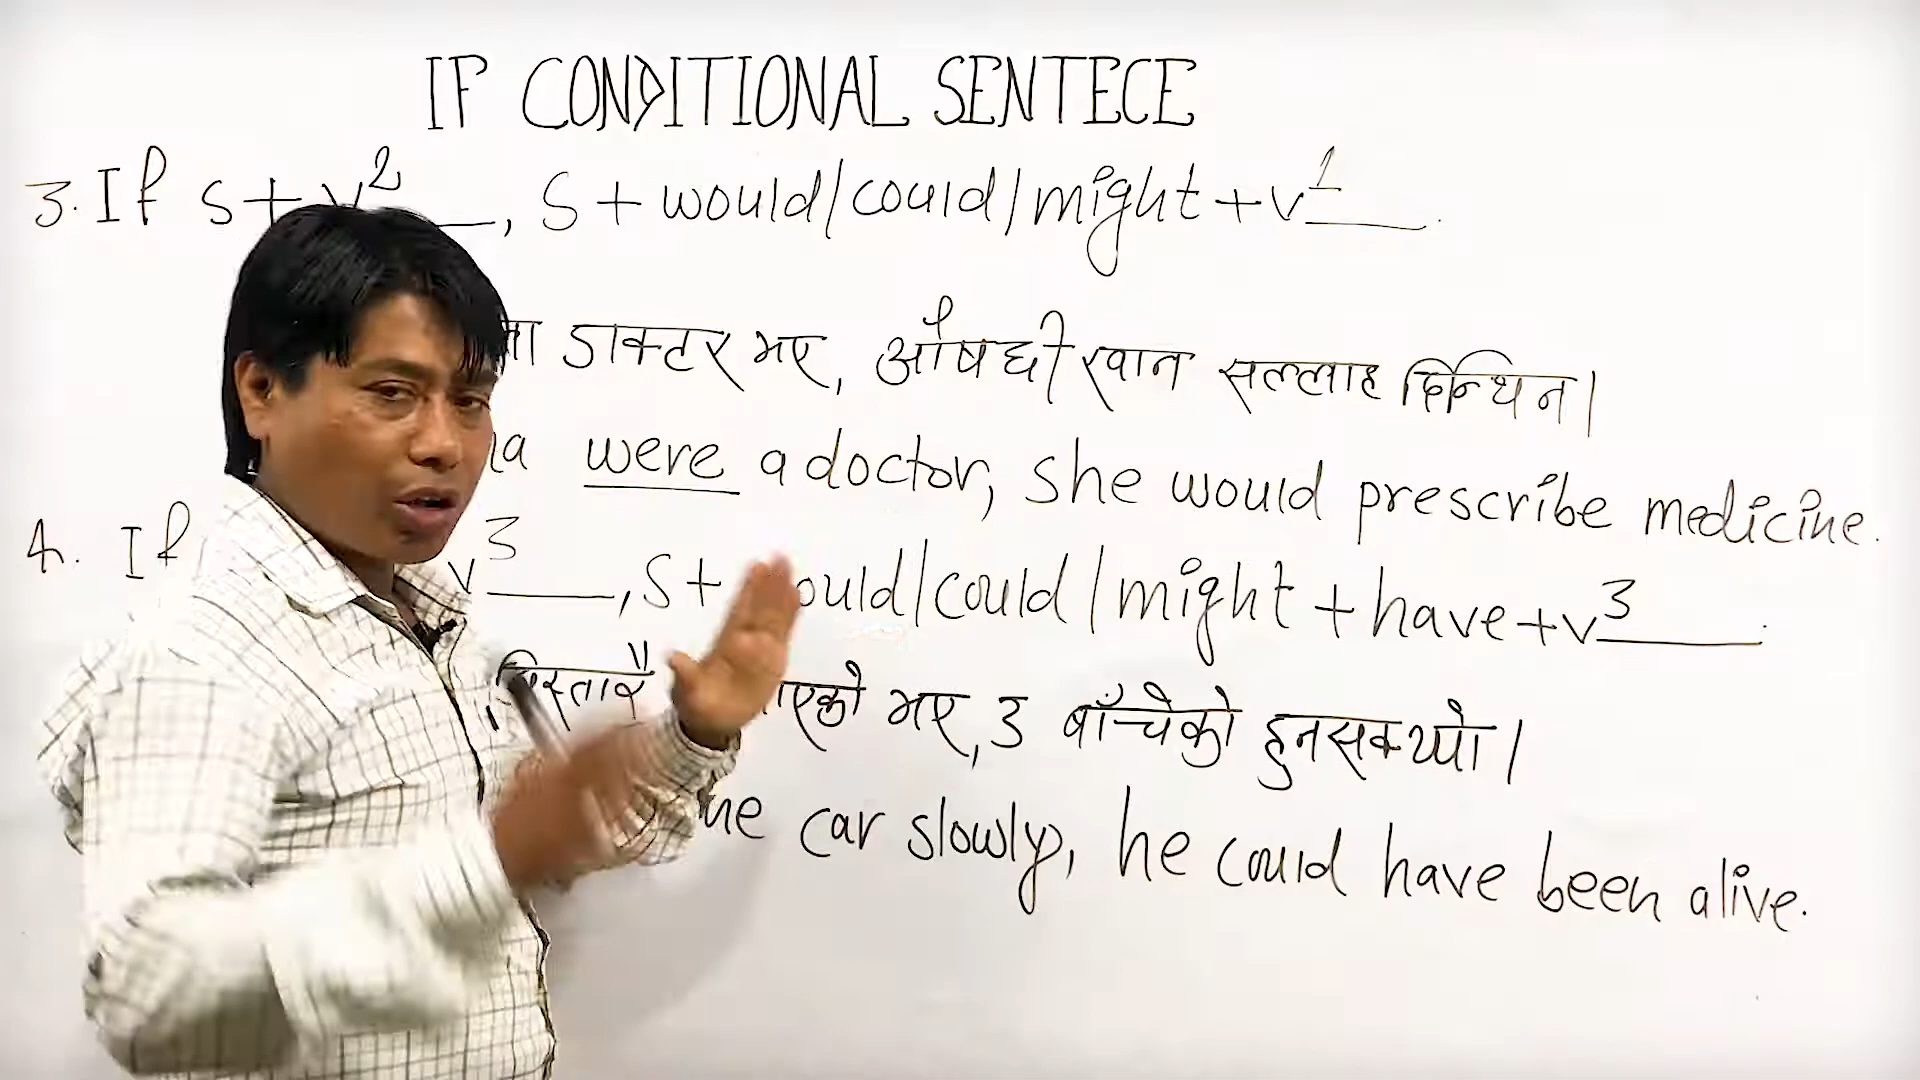 IF CONDITIONAL SENTECE
3. If S + V2 ___, S + would/could/might + V1 ___.
डाक्टर भए, औषधी खान सल्लाह दिन्थिन।
were a doctor, she would prescribe medicine.
4. If V3 ___, S + would/could/might + have + V3 ___.
भए, ऊ बाँचेको हुनसक्थ्यो।
car slowly, he could have been alive.